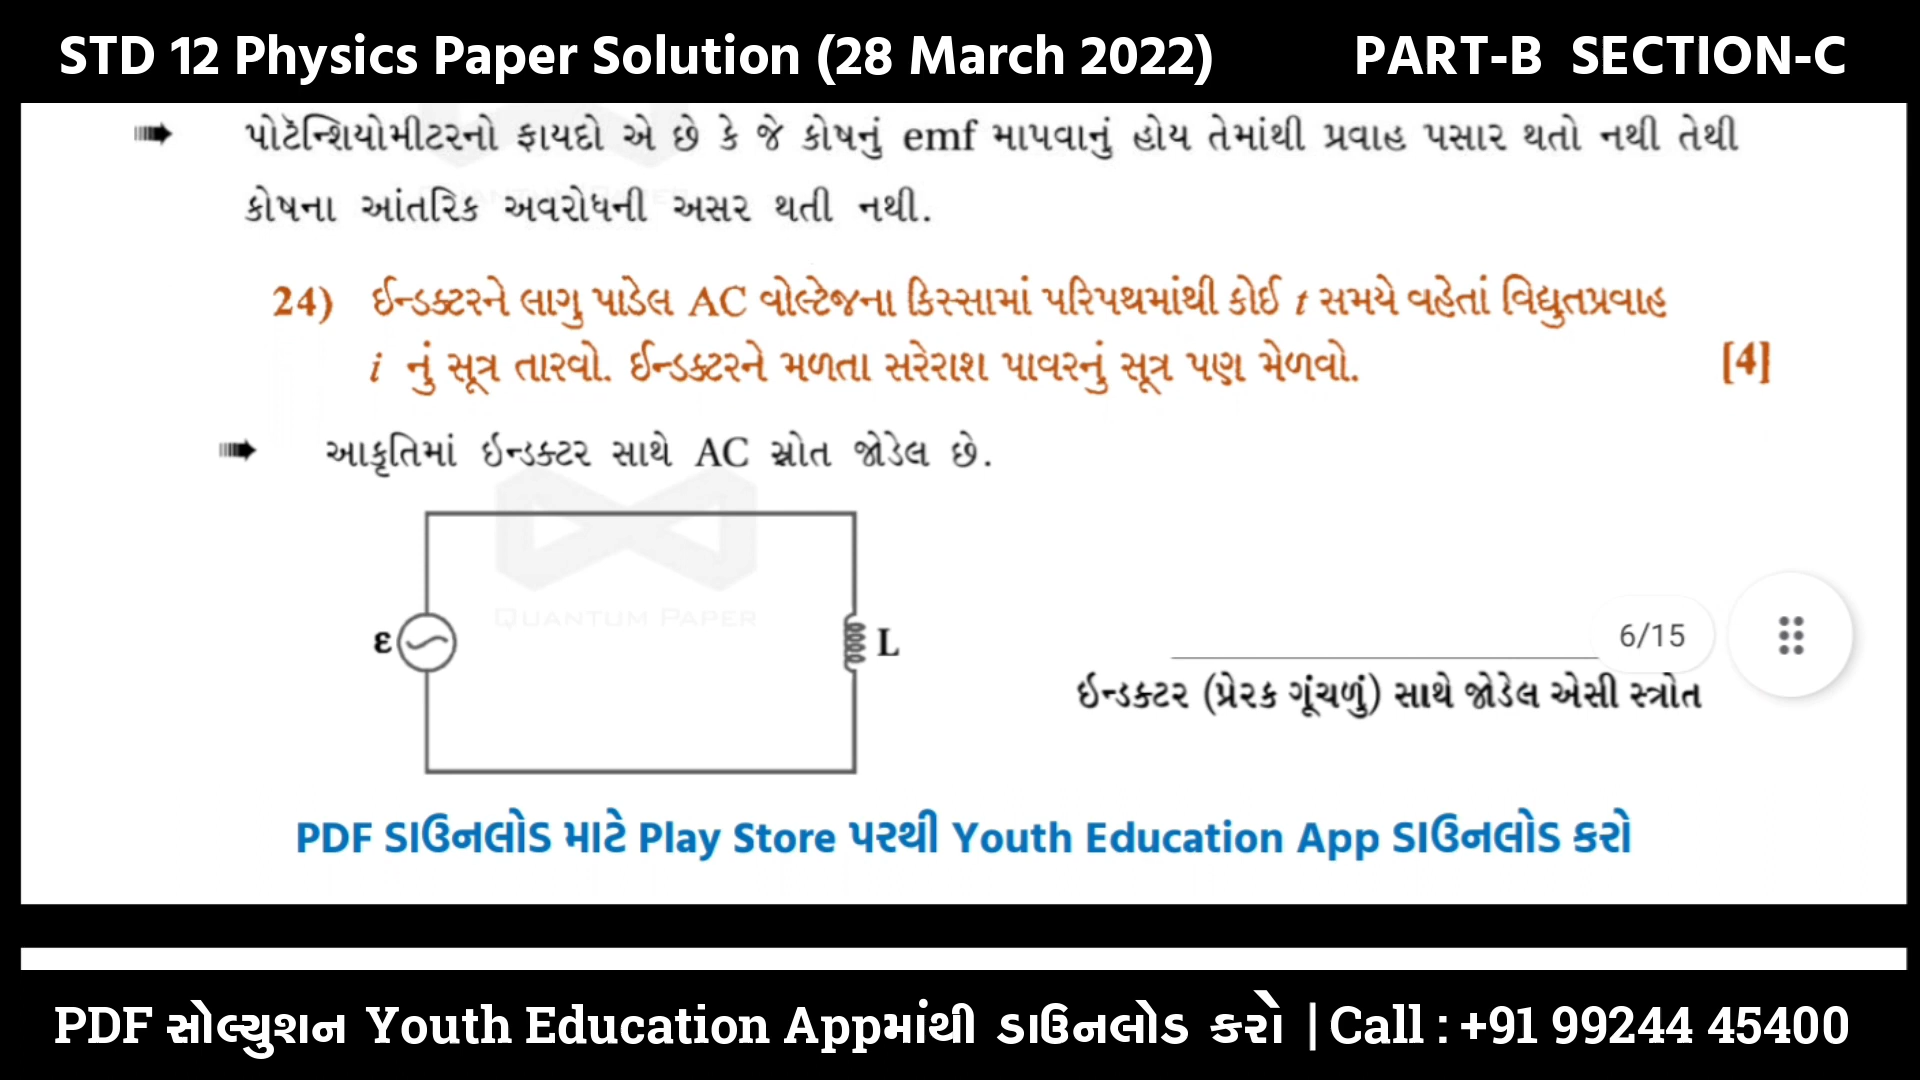 STD 12 Physics Paper Solution (28 March 2022) PART-B SECTION-C
પોટૅન્શિયોમીટરનો ફાયદો એ છે કે જે કોષનું emf માપવાનું હોય તેમાંથી પ્રવાહ પસાર થતો નથી તેથી
કોષના આંતરિક અવરોધની અસર થતી નથી.
24) ઈન્ડક્ટરને લાગુ પાડેલ AC વોલ્ટેજના કિસ્સામાં પરિપથમાંથી કોઈ t સમયે વહેતાં વિદ્યુતપ્રવાહ
i નું સૂત્ર તારવો. ઈન્ડક્ટરને મળતા સરેરાશ પાવરનું સૂત્ર પણ મેળવો. [4]
આકૃતિમાં ઇન્ડક્ટર સાથે AC સ્રોત જોડેલ છે.
QUANTUM PAPER
ε L
6/15
ઇન્ડક્ટર (પ્રેરક ગૂંચળું) સાથે જોડેલ એસી સ્ત્રોત
PDF ડાઉનલોડ માટે Play Store પરથી Youth Education App ડાઉનલોડ કરો
PDF સોલ્યુશન Youth Education Appમાંથી ડાઉનલોડ કરો | Call : +91 99244 45400